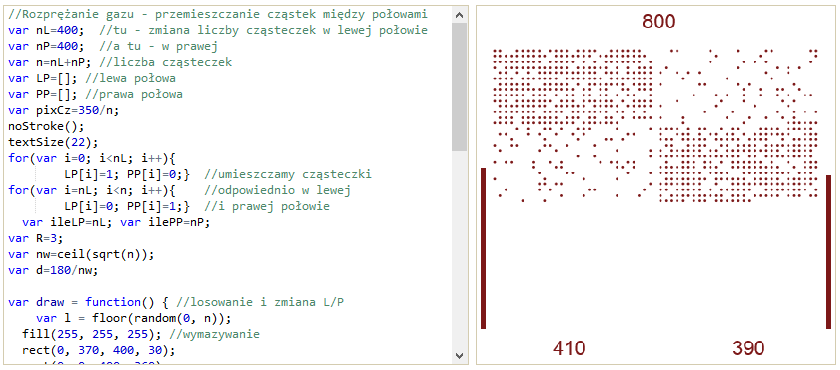 //Rozprężanie gazu - przemieszczanie cząstek między połowami
var nL=400;  //tu - zmiana liczby cząsteczek w lewej połowie
var nP=400;  //a tu - w prawej
var n=nL+nP; //liczba cząsteczek
var LP=[]; //lewa połowa
var PP=[]; //prawa połowa
var pixCz=350/n;
noStroke();
textSize(22);
for(var i=0; i<nL; i++){
        LP[i]=1; PP[i]=0;}  //umieszczamy cząsteczki
for(var i=nL; i<n; i++){    //odpowiednio w lewej
        LP[i]=0; PP[i]=1;}  //i prawej połowie
  var ileLP=nL; var ilePP=nP;
var R=3;
var nw=ceil(sqrt(n));
var d=180/nw;
var draw = function() { //losowanie i zmiana L/P
    var l = floor(random(0, n));
  fill(255, 255, 255); //wymazywanie
  rect(0, 370, 400, 30);
800
410
390